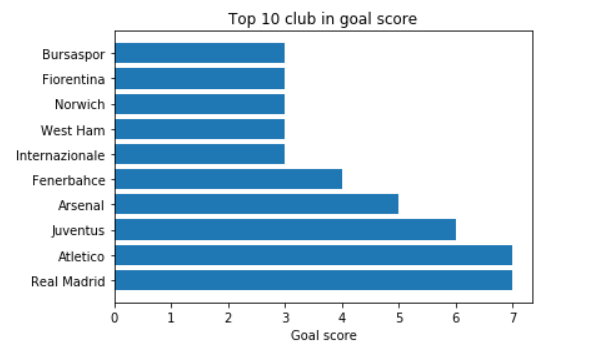 Top 10 club in goal score
Bursaspor
Fiorentina
Norwich
West Ham
Internazionale
Fenerbahce
Arsenal
Juventus
Atletico
Real Madrid
0 1 2 3 4 5 6 7
Goal score